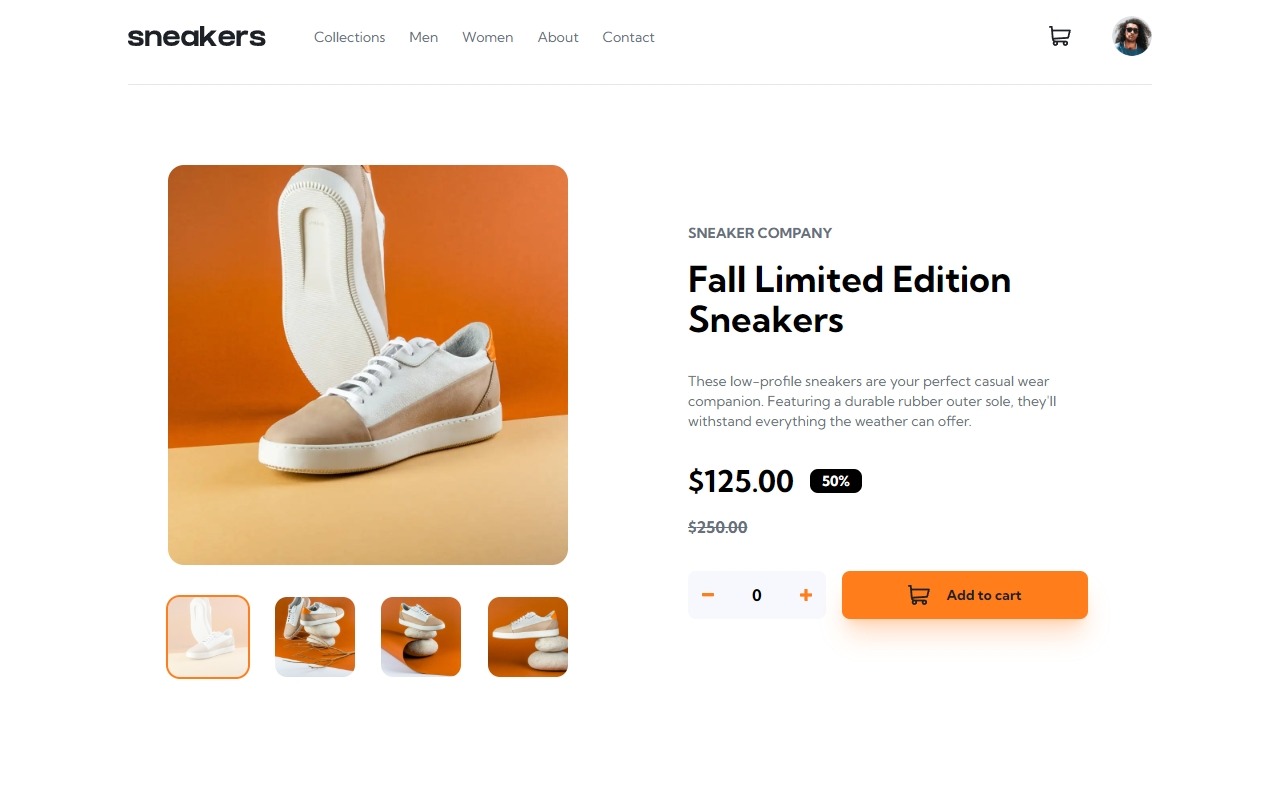 sneakers
Collections Men Women About Contact
SNEAKER COMPANY
Fall Limited Edition
Sneakers
These low-profile sneakers are your perfect casual wear
companion. Featuring a durable rubber outer sole, they'll
withstand everything the weather can offer.
$125.00 50%
$250.00
0 Add to cart